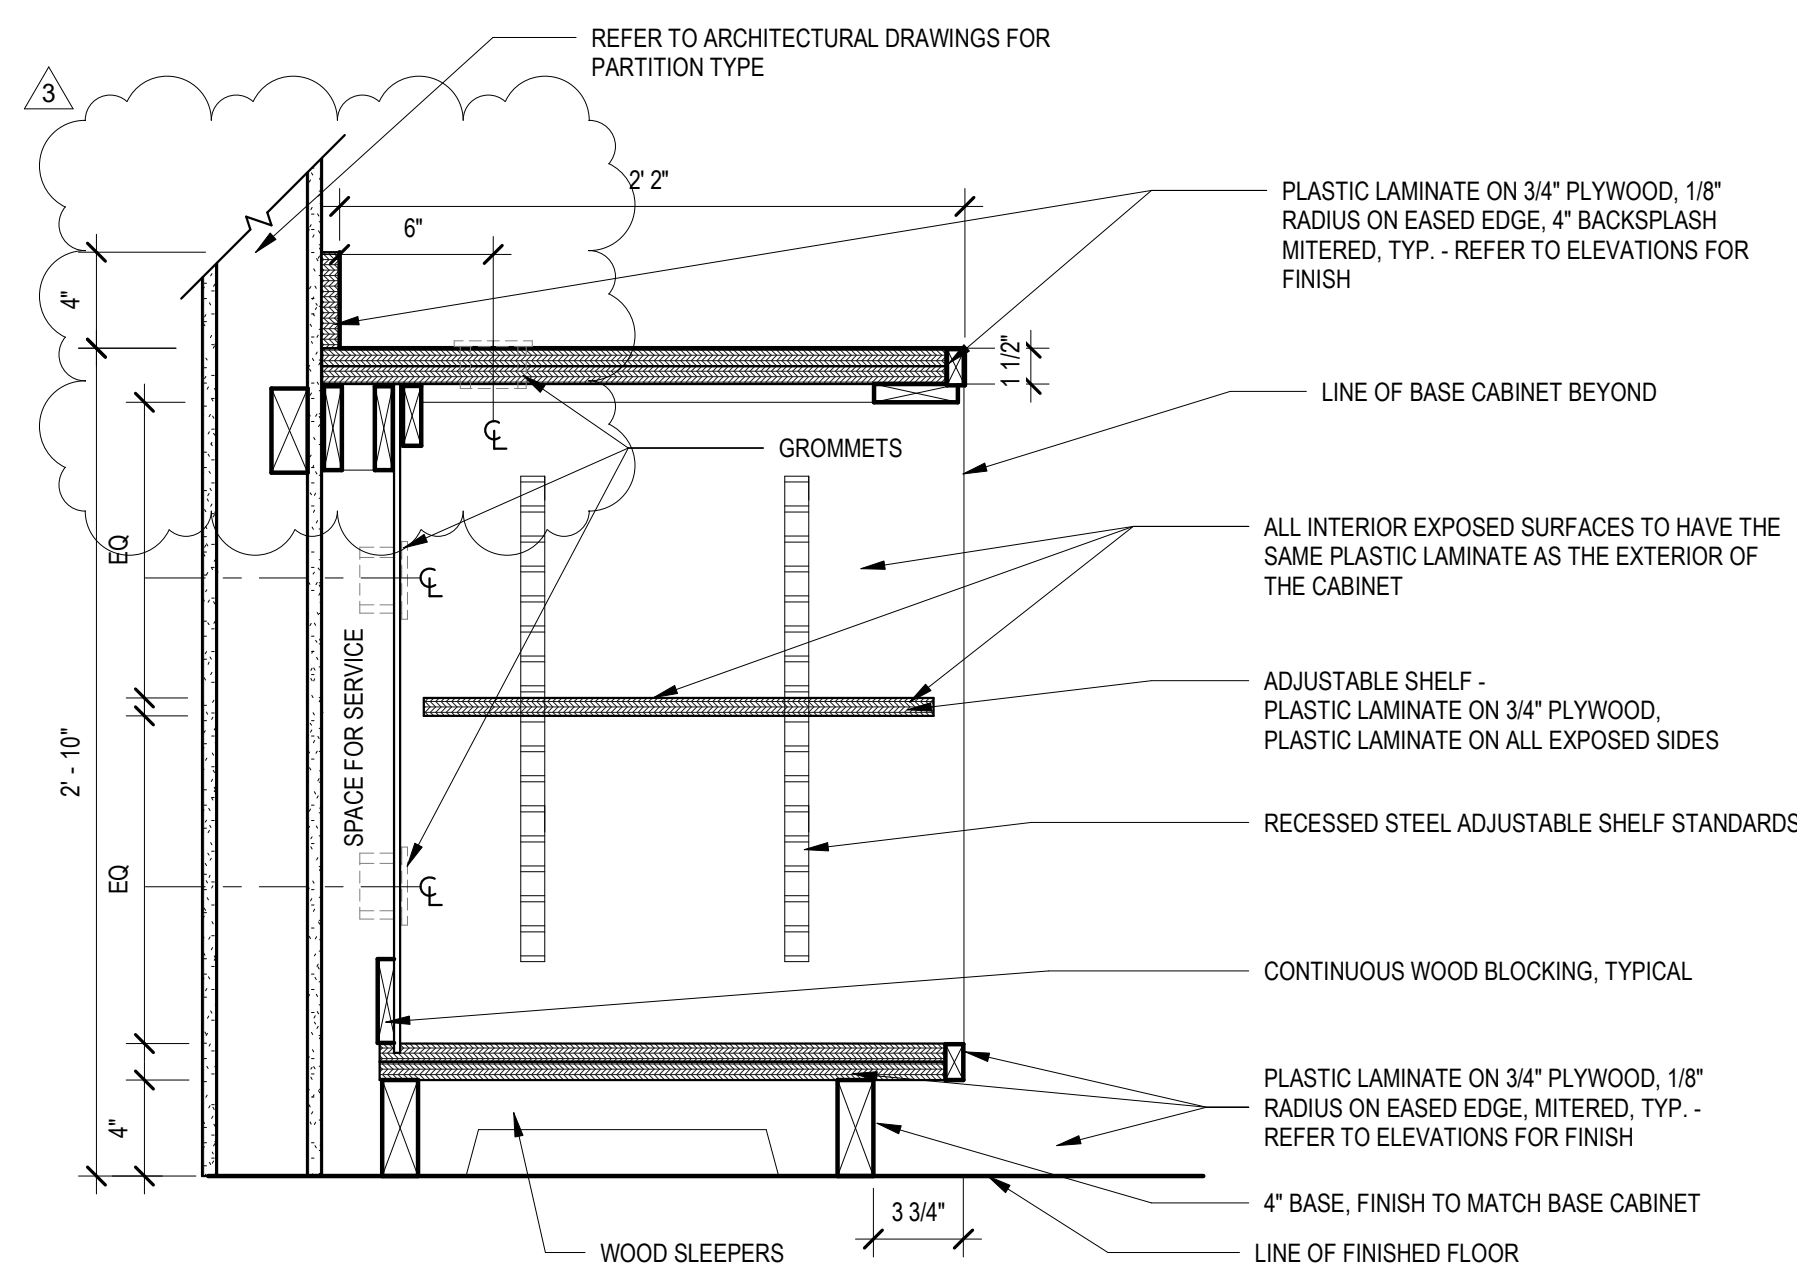 REFER TO ARCHITECTURAL DRAWINGS FOR
PARTITION TYPE
3
2' 2"
6"
4"
PLASTIC LAMINATE ON 3/4" PLYWOOD, 1/8"
RADIUS ON EASED EDGE, 4" BACKSPLASH
MITERED, TYP. - REFER TO ELEVATIONS FOR
FINISH
1 1/2"
LINE OF BASE CABINET BEYOND
GROMMETS
℄
EQ
℄
ALL INTERIOR EXPOSED SURFACES TO HAVE THE
SAME PLASTIC LAMINATE AS THE EXTERIOR OF
THE CABINET
SPACE FOR SERVICE
ADJUSTABLE SHELF -
PLASTIC LAMINATE ON 3/4" PLYWOOD,
PLASTIC LAMINATE ON ALL EXPOSED SIDES
2' - 10"
RECESSED STEEL ADJUSTABLE SHELF STANDARDS
EQ
℄
CONTINUOUS WOOD BLOCKING, TYPICAL
PLASTIC LAMINATE ON 3/4" PLYWOOD, 1/8"
RADIUS ON EASED EDGE, MITERED, TYP. -
REFER TO ELEVATIONS FOR FINISH
4"
4" BASE, FINISH TO MATCH BASE CABINET
3 3/4"
WOOD SLEEPERS
LINE OF FINISHED FLOOR